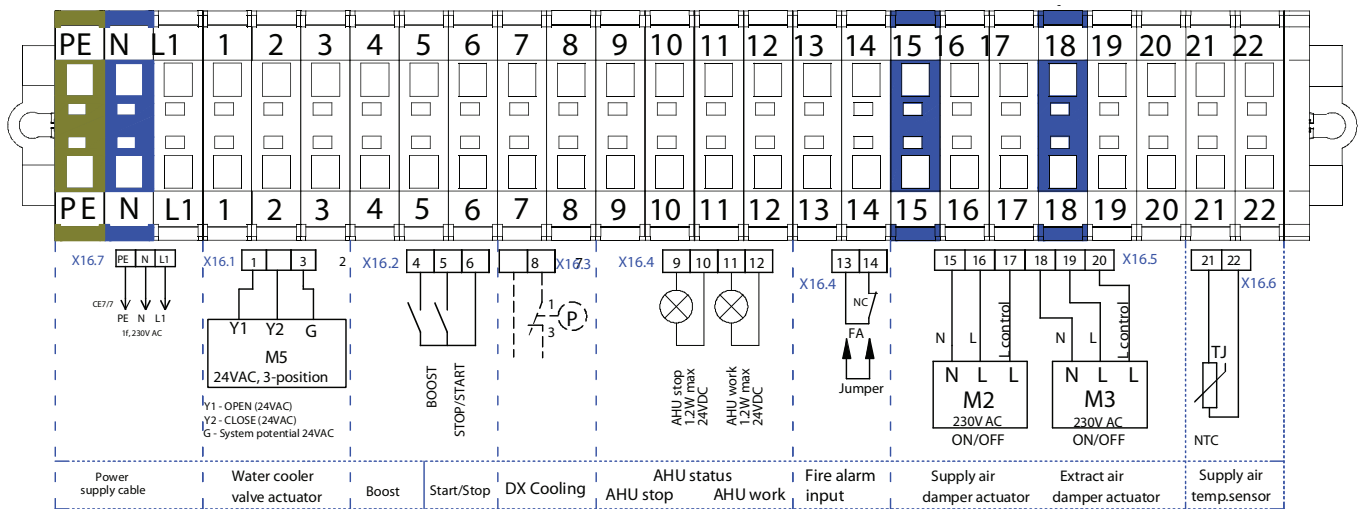 PE N L1 1 2 3 4 5 6 7 8 9 10 11 12 13 14 15 16 17 18 19 20 21 22
PE N L1 1 2 3 4 5 6 7 8 9 10 11 12 13 14 15 16 17 18 19 20 21 22
X16.7 PE N L1
CE7/7
PE N L1
1f, 230V AC
X16.1 1 3 2
Y1 Y2 G
M5
24VAC, 3-position
Y1 - OPEN (24VAC)
Y2 - CLOSE (24VAC)
G - System potential 24VAC
X16.2 4 5 6
BOOST
STOP/START
8 X16.3 7
1
P
3
X16.4 9 10 11 12
AHU stop
1.2W max
24VDC
AHU work
1.2W max
24VDC
13 14
X16.4
NC
FA
Jumper
15 16 17 18 19 20 X16.5
N L L control
N L L
M2
230V AC
ON/OFF
N L L control
N L L
M3
230V AC
ON/OFF
21 22
X16.6
TJ
NTC
Power
supply cable
Water cooler
valve actuator
Boost
Start/Stop
DX Cooling
AHU status
AHU stop AHU work
Fire alarm
input
Supply air
damper actuator
Extract air
damper actuator
Supply air
temp.sensor